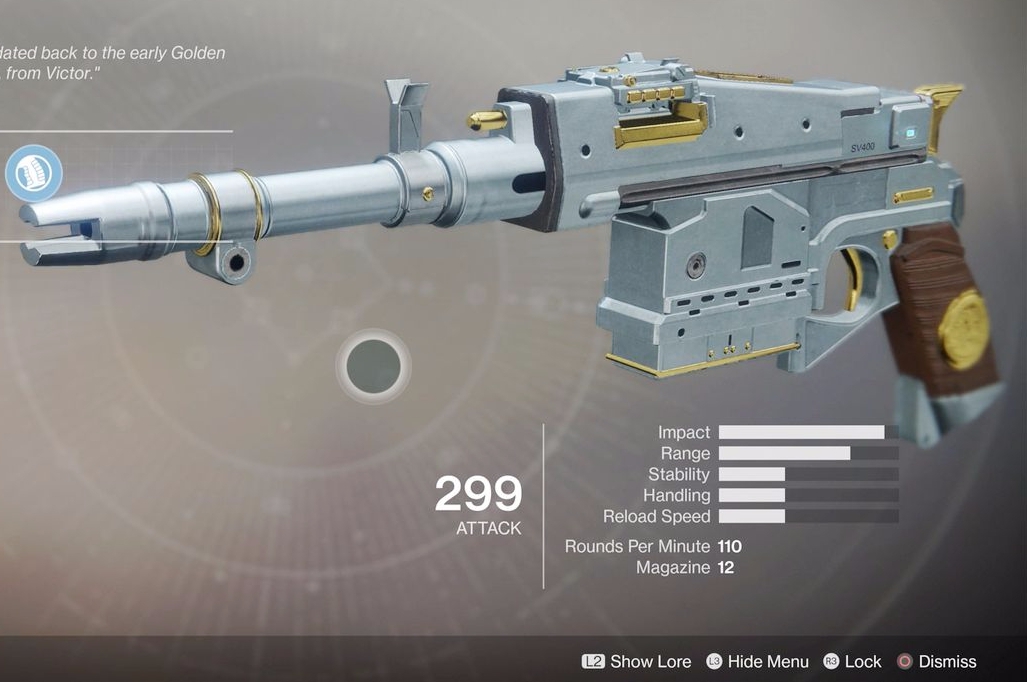 dated back to the early Golden
from Victor."
SV400
299
ATTACK
Impact
Range
Stability
Handling
Reload Speed
Rounds Per Minute 110
Magazine 12
L2 Show Lore L3 Hide Menu R3 Lock Dismiss